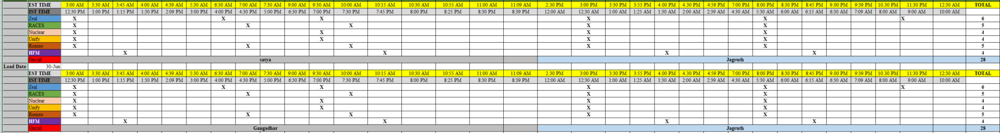 EST TIME 3:00 AM 3:30 AM 3:45 AM 4:00 AM 4:39 AM 5:30 AM 6:30 AM 7:00 AM 7:30 AM 9:00 AM 9:30 AM 10:00 AM 10:15 AM 10:30 AM 10:55 AM 11:00 AM 11:09 AM 2.30 PM 3:00 PM 3:30 PM 3:55 PM 4.00 PM 4.30 PM 4:59 PM 7:00 PM 8:00 PM 8:30 PM 8:45 PM 9.00 PM 9:39 PM 10.30 PM 11:30 PM 12:30 AM TOTAL
IST TIME 12:30 PM 1:00 PM 1:15 PM 1:30 PM 2:09 PM 3:00 PM 4:00 PM 4:30 PM 5:00 PM 6:30 PM 7:00 PM 7:30 PM 7:45 PM 8:00 PM 8:25 PM 8:39 PM 8:39 PM 12:00 AM 12:30 AM 1:00 AM 1:25 AM 1:30 AM 2:00 AM 2:39 AM 4:30 AM 5:30 AM 6:00 AM 6:15 AM 6:30 AM 7:09 AM 8:00 AM 9:00 AM 10:00 AM
Zeal X X X X X X 6
RACES X X X X X 5
Nuclear X X X X 4
Unify X X X X 4
Romeo X X X X X 5
HFM X X X X 4
Oncall satya Jagruth 28
Load Date 30-Jun
EST TIME 3:00 AM 3:30 AM 3:45 AM 4:00 AM 4:39 AM 5:30 AM 6:30 AM 7:00 AM 7:30 AM 9:00 AM 9:30 AM 10:00 AM 10:15 AM 10:30 AM 10:55 AM 11:00 AM 11:09 AM 2.30 PM 3:00 PM 3:30 PM 3:55 PM 4.00 PM 4.30 PM 4:59 PM 7:00 PM 8:00 PM 8:30 PM 8:45 PM 9.00 PM 9:39 PM 10.30 PM 11:30 PM 12:30 AM TOTAL
IST TIME 12:30 PM 1:00 PM 1:15 PM 1:30 PM 2:09 PM 3:00 PM 4:00 PM 4:30 PM 5:00 PM 6:30 PM 7:00 PM 7:30 PM 7:45 PM 8:00 PM 8:25 PM 8:39 PM 8:39 PM 12:00 AM 12:30 AM 1:00 AM 1:25 AM 1:30 AM 2:00 AM 2:39 AM 4:30 AM 5:30 AM 6:00 AM 6:15 AM 6:30 AM 7:09 AM 8:00 AM 9:00 AM 10:00 AM
Zeal X X X X X X 6
RACES X X X X X 5
Nuclear X X X X 4
Unify X X X X 4
Romeo X X X X X 5
HFM X X X X 4
Oncall Gangadhar Jagruth 28